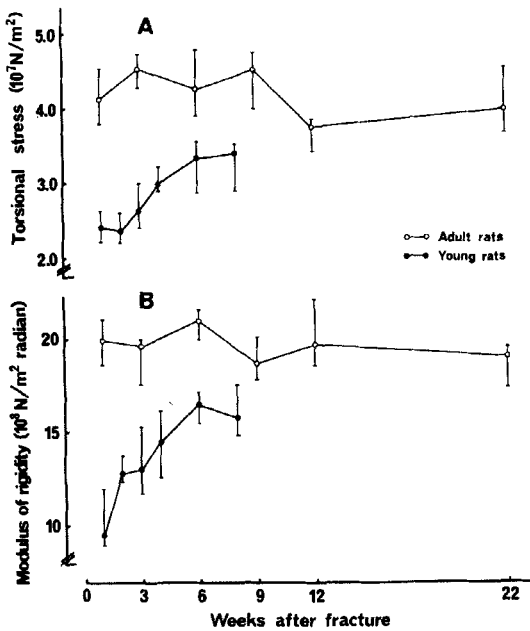 A
Torsional stress (10⁷N/m²)
5.0
4.0
3.0
2.0
Adult rats
Young rats
B
Modulus of rigidity (10⁸N/m² radian)
20
15
10
0 3 6 9 12 22
Weeks after fracture